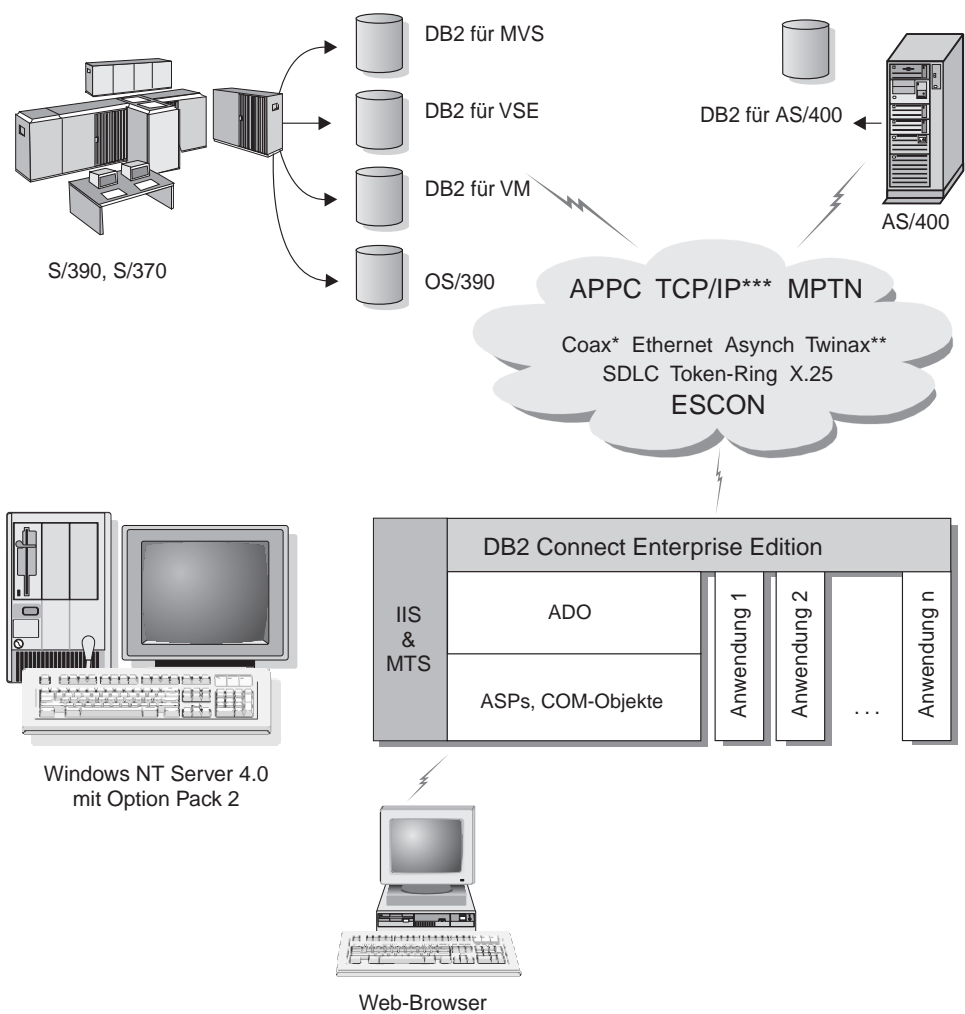 DB2 für MVS
DB2 für VSE
DB2 für VM
OS/390
S/390, S/370
DB2 für AS/400
AS/400
APPC TCP/IP*** MPTN
Coax* Ethernet Asynch Twinax**
SDLC Token-Ring X.25
ESCON
DB2 Connect Enterprise Edition
IIS
&
MTS
ADO
ASPs, COM-Objekte
Anwendung 1
Anwendung 2
. . .
Anwendung n
Windows NT Server 4.0
mit Option Pack 2
Web-Browser